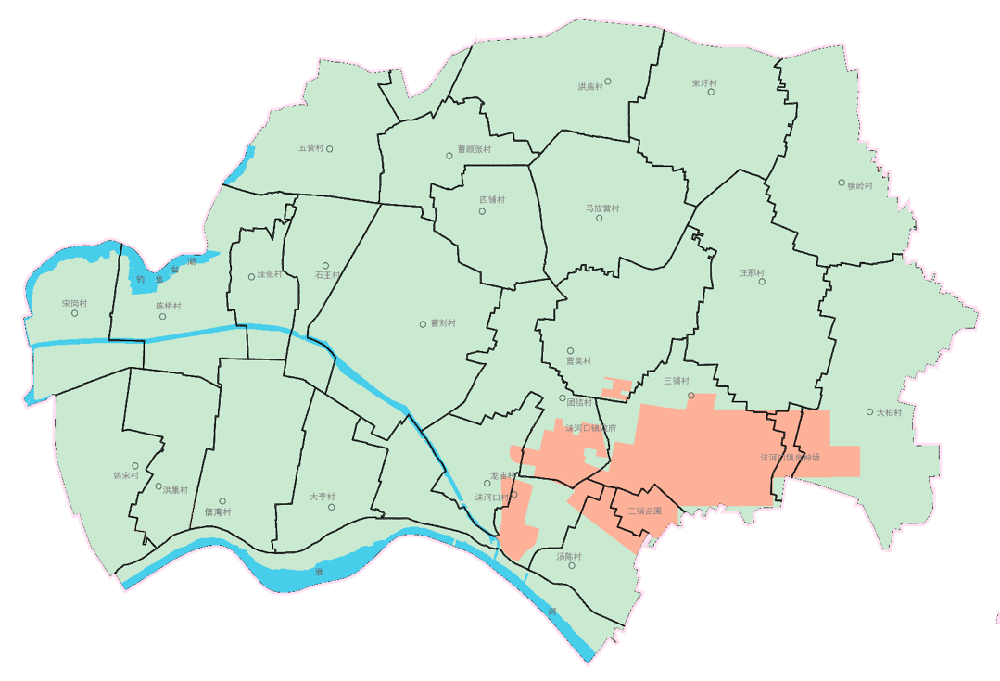 洪庙村
宋圩村
五营村
曹顾张村
横岭村
四铺村
马放营村
钓鱼台湖
洼张村
石王村
汪邢村
宋岗村
陈桥村
曹刘村
曹吴村
三铺村
团结村
大柏村
沫河口镇政府
沫河口镇良种场
姚宋村
洪集村
龙庙村
沫河口村
大李村
信湾村
三铺苗圃
汤陈村
淮
河